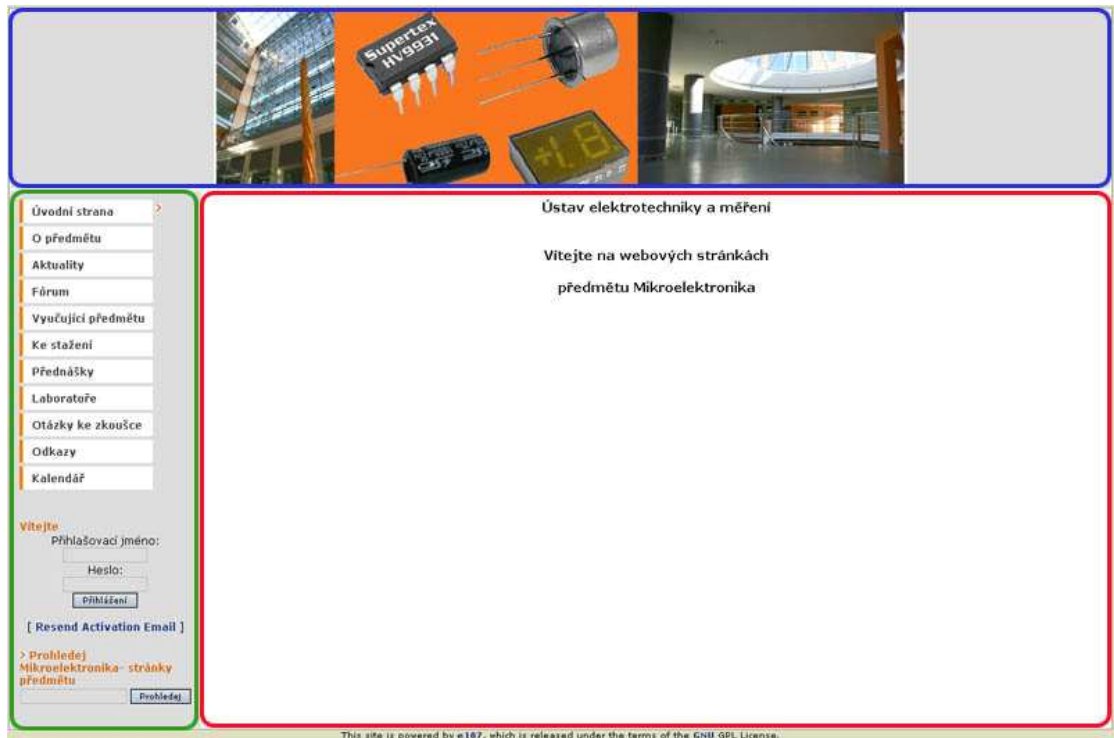 Supertex
HV9931
+1.8
Úvodní strana >
O předmětu
Aktuality
Fórum
Vyučující předmětu
Ke stažení
Přednášky
Laboratoře
Otázky ke zkoušce
Odkazy
Kalendář
Vítejte
Přihlašovací jméno:
Heslo:
Přihlášení
[ Resend Activation Email ]
> Prohledej
Mikroelektronika- stránky
předmětu
Prohledej
Ústav elektrotechniky a měření
Vítejte na webových stránkách
předmětu Mikroelektronika
This site is powered by e107, which is released under the terms of the GNU GPL License.